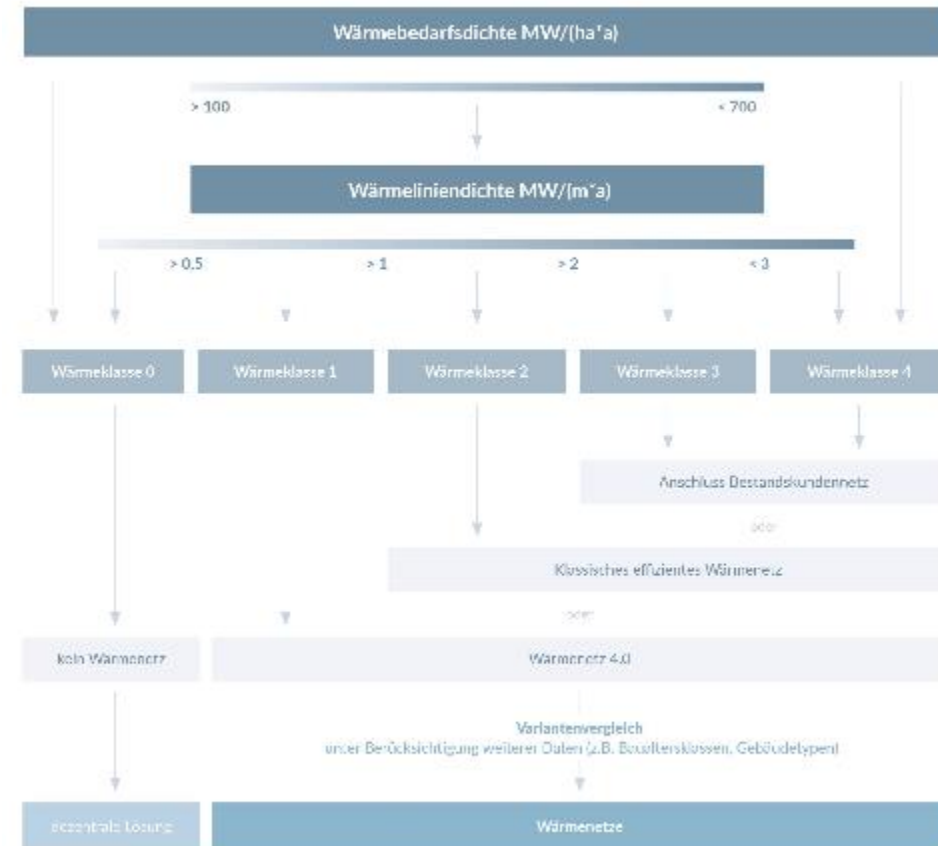 Wärmebedarfsdichte MW/(ha*a)
> 100
< 700
Wärmeliniendichte MW/(m*a)
> 0.5
> 1
> 2
< 3
Wärmeklasse 0
Wärmeklasse 1
Wärmeklasse 2
Wärmeklasse 3
Wärmeklasse 4
Anschluss Bestandskundennetz
oder
Klassisches effizientes Wärmenetz
oder
kein Wärmenetz
Wärmenetz 4.0
Variantenvergleich
unter Berücksichtigung weiterer Daten (z.B. Baualtersklassen, Gebäudetypen)
dezentrale Lösung
Wärmenetze